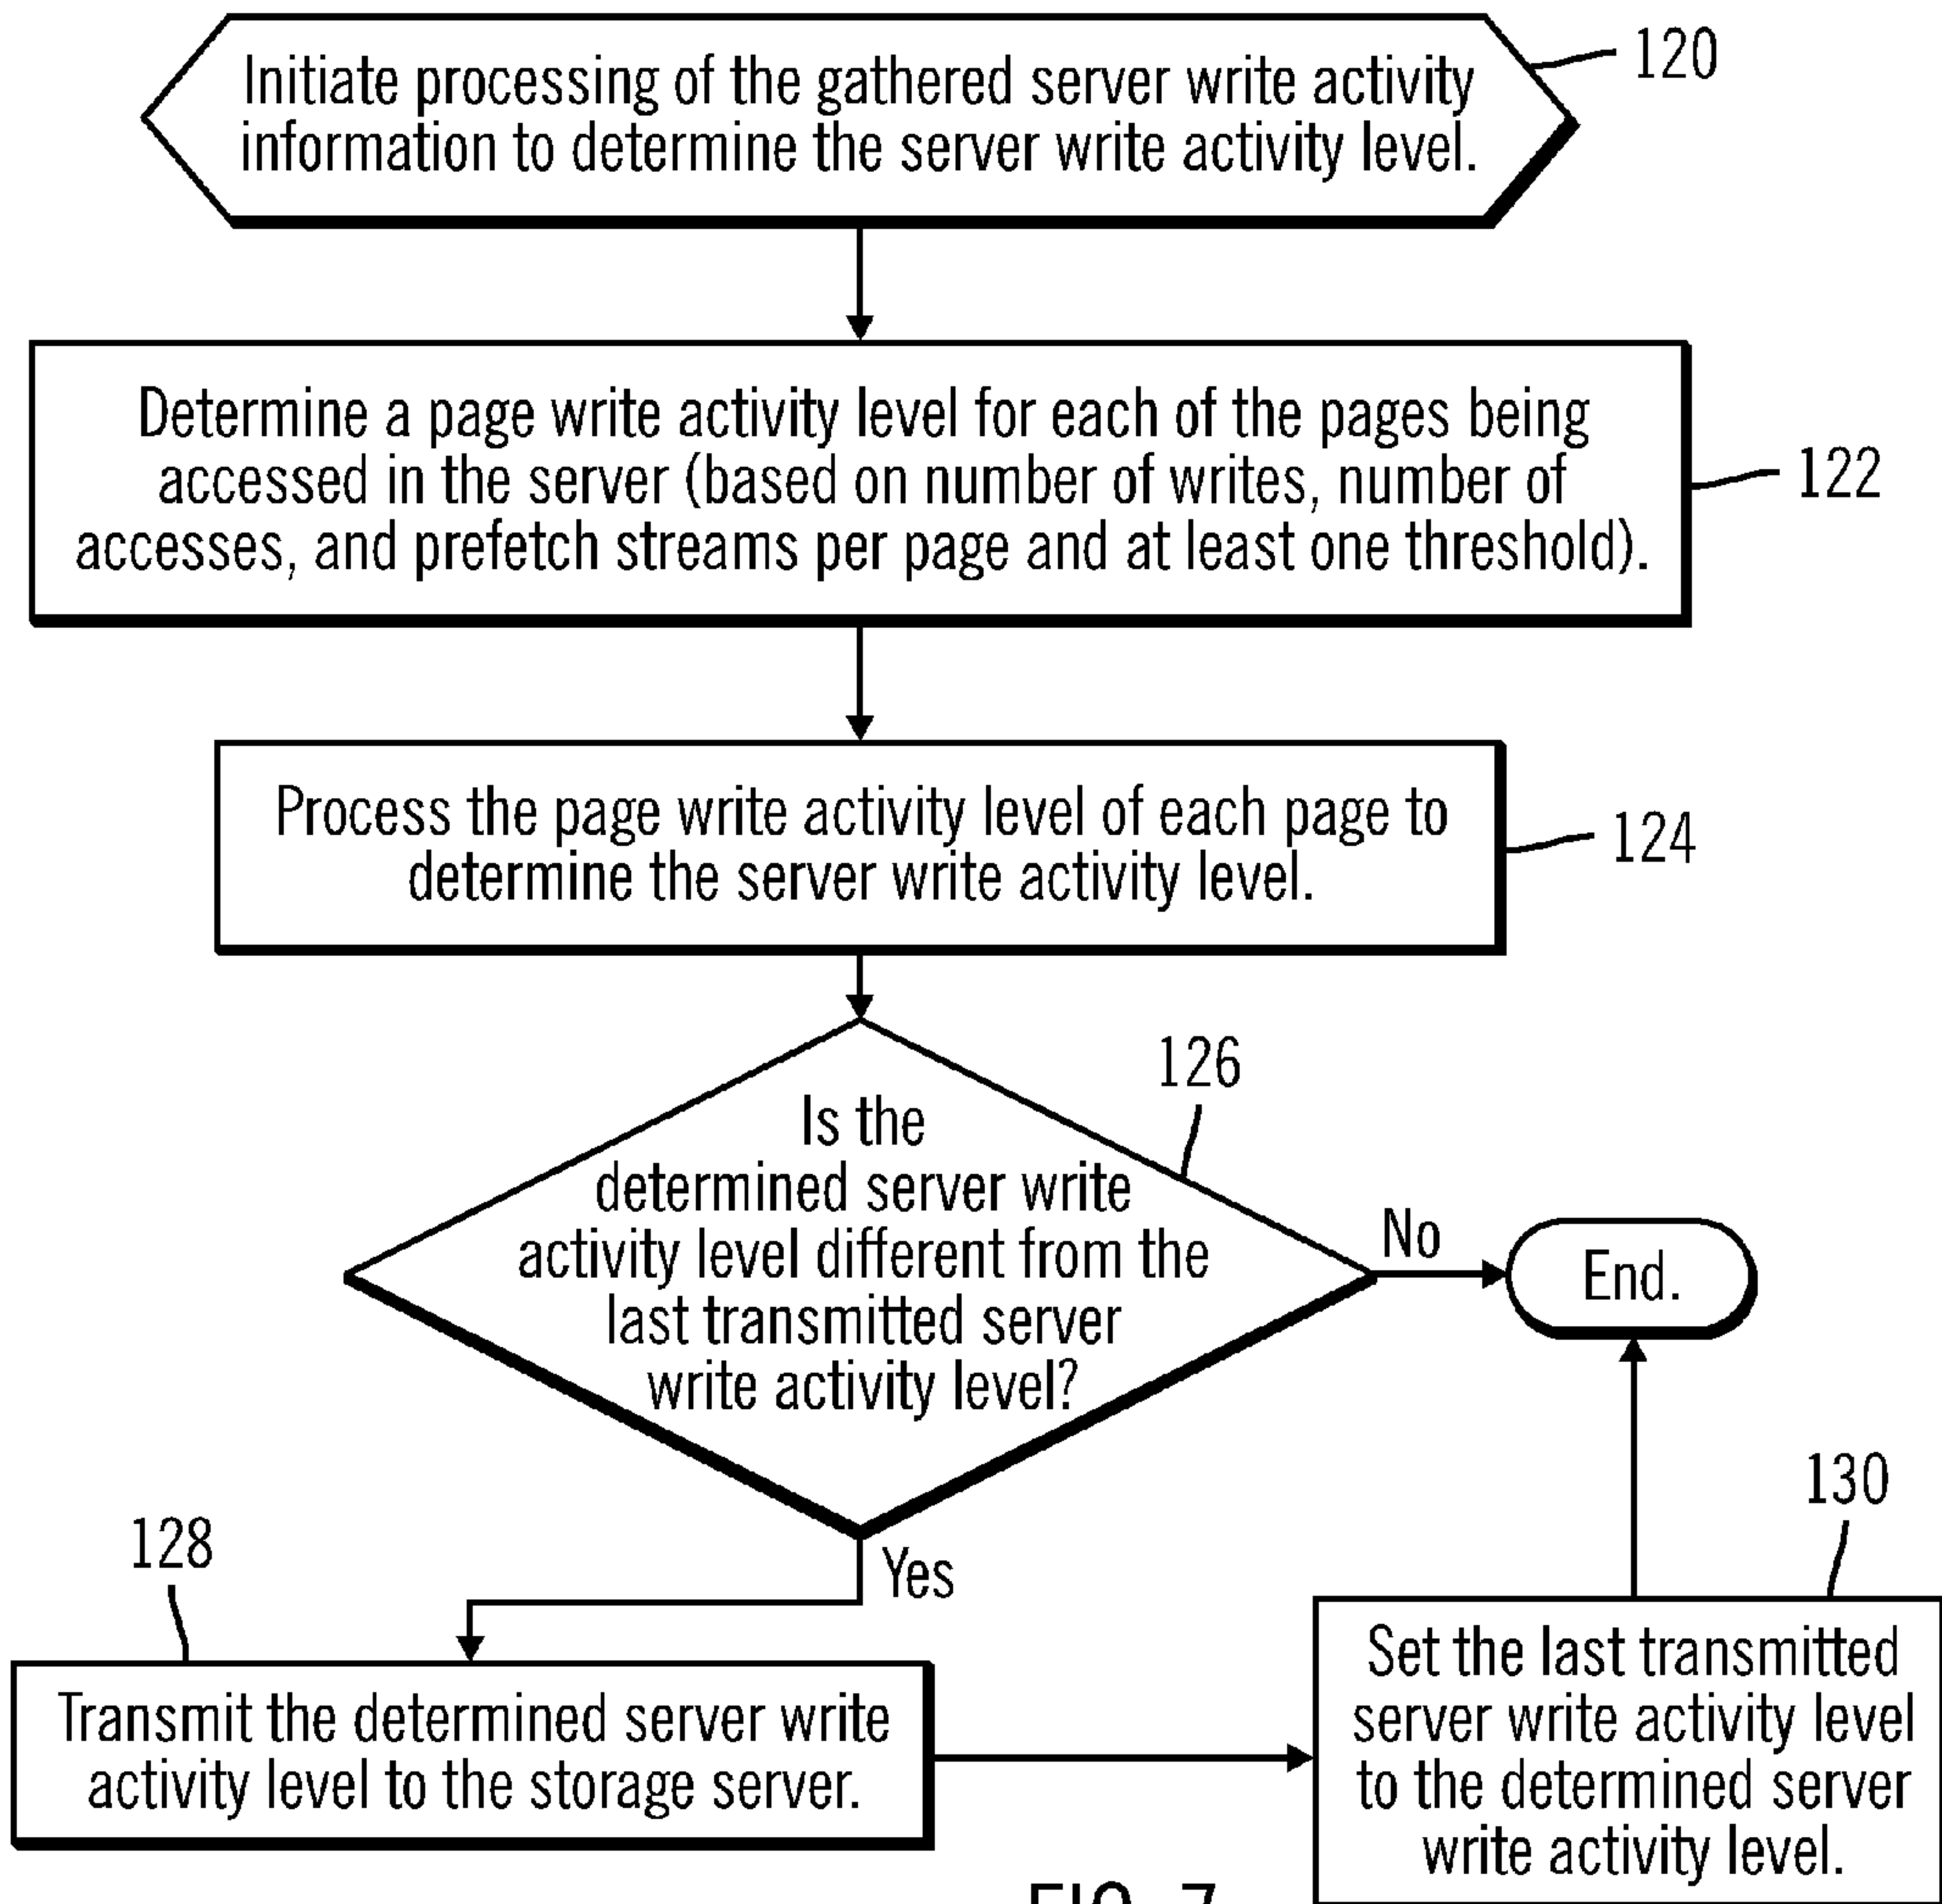 Initiate processing of the gathered server write activity
information to determine the server write activity level.
120
Determine a page write activity level for each of the pages being
accessed in the server (based on number of writes, number of
accesses, and prefetch streams per page and at least one threshold).
122
Process the page write activity level of each page to
determine the server write activity level.
124
126
Is the
determined server write
activity level different from the
last transmitted server
write activity level?
No
End.
Yes
128
Transmit the determined server write
activity level to the storage server.
130
Set the last transmitted
server write activity level
to the determined server
write activity level.
FIG. 7